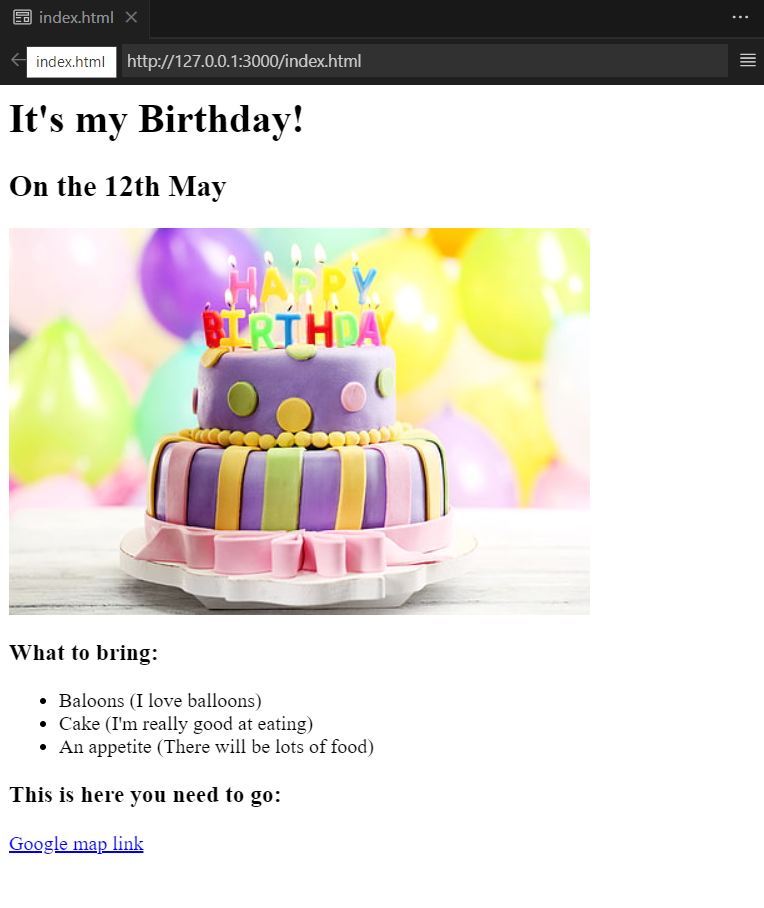 index.html
index.html http://127.0.0.1:3000/index.html
It's my Birthday!
On the 12th May
HAPPY
BIRTHDAY
What to bring:
Baloons (I love balloons)
Cake (I'm really good at eating)
An appetite (There will be lots of food)
This is here you need to go:
Google map link